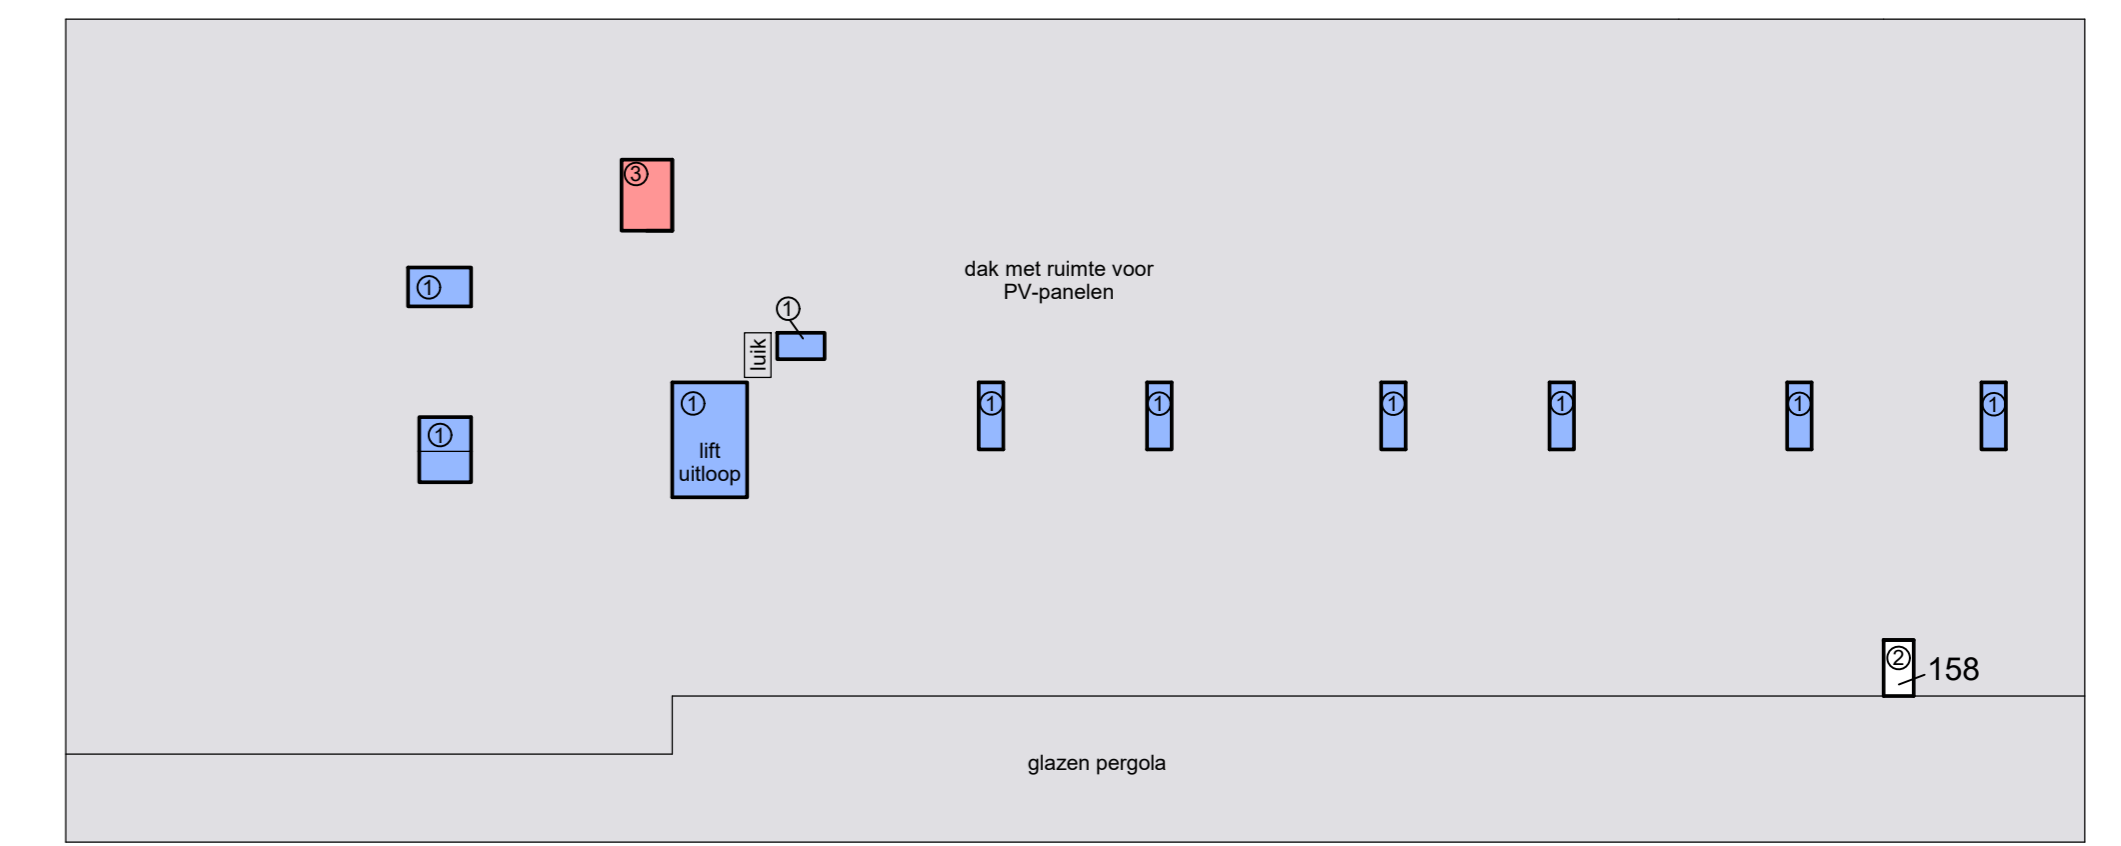 ③
dak met ruimte voor
PV-panelen
①
①
luik
①
①
①
①
①
①
①
①
lift
uitloop
②
158
glazen pergola